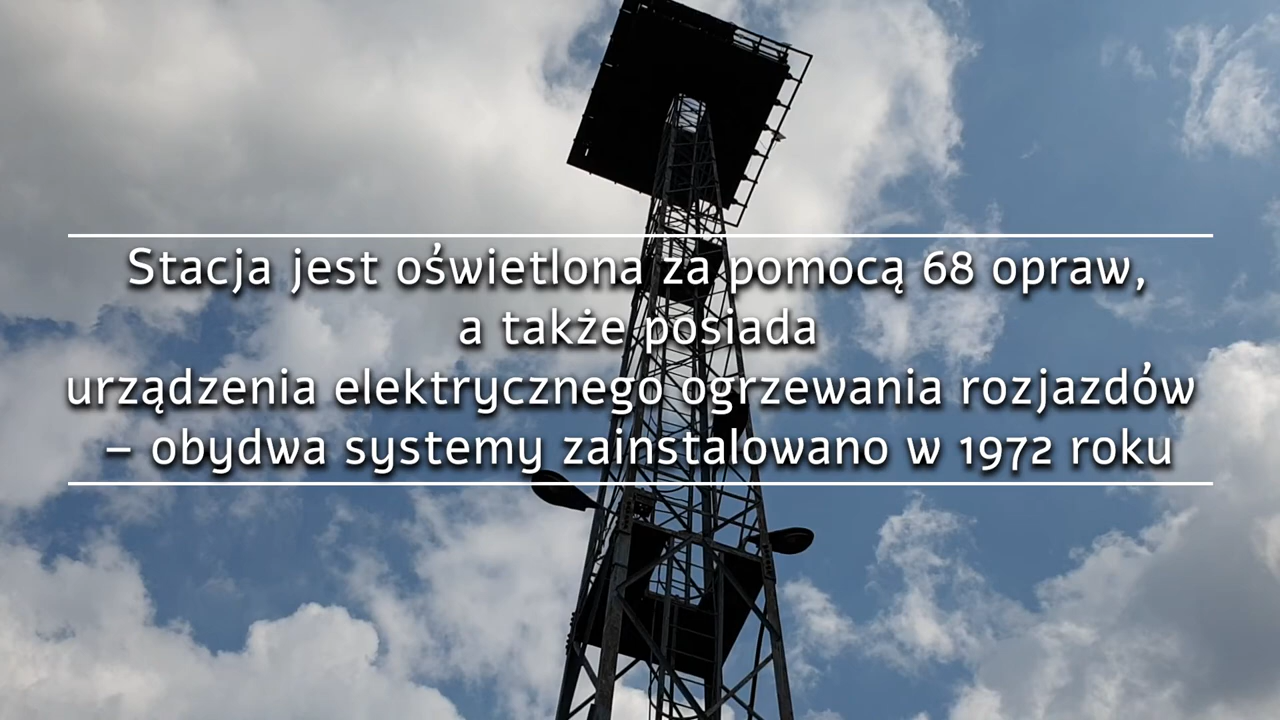 Stacja jest oświetlona za pomocą 68 opraw,
a także posiada
urządzenia elektrycznego ogrzewania rozjazdów
– obydwa systemy zainstalowano w 1972 roku